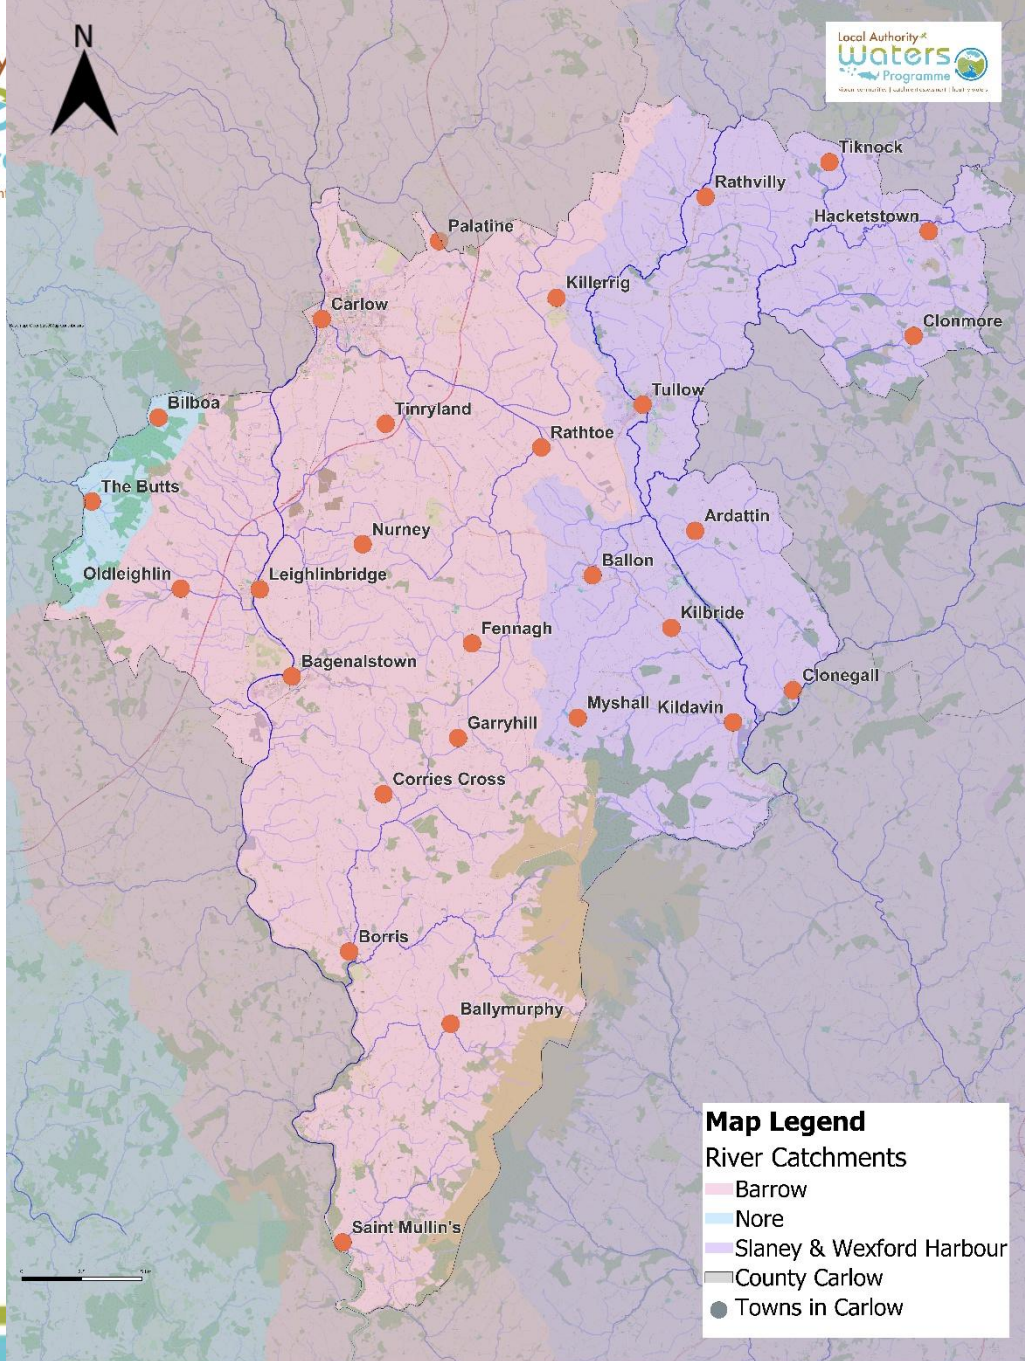 N
Local Authority
Waters
Programme
Tiknock
Rathvilly
Hacketstown
Palatine
Killerrig
Carlow
Clonmore
Tullow
Bilboa
Tinryland
Rathtoe
The Butts
Ardattin
Nurney
Ballon
Oldleighlin
Leighlinbridge
Kilbride
Fennagh
Bagenalstown
Clonegall
Myshall
Kildavin
Garryhill
Corries Cross
Borris
Ballymurphy
Saint Mullin's
Map Legend
River Catchments
Barrow
Nore
Slaney & Wexford Harbour
County Carlow
Towns in Carlow